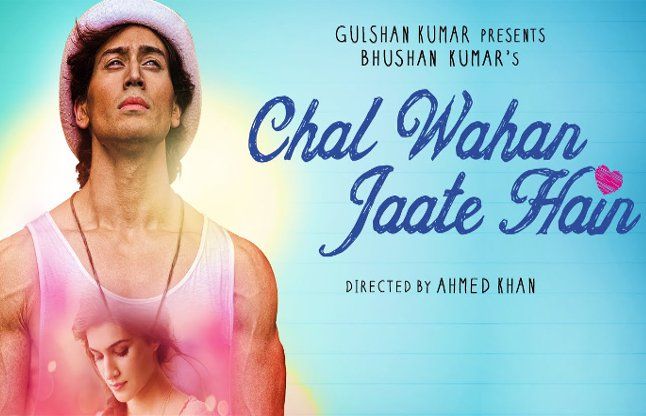 GULSHAN KUMAR PRESENTS
BHUSHAN KUMAR'S
Chal Wahan
Jaate Hain
DIRECTED BY AHMED KHAN